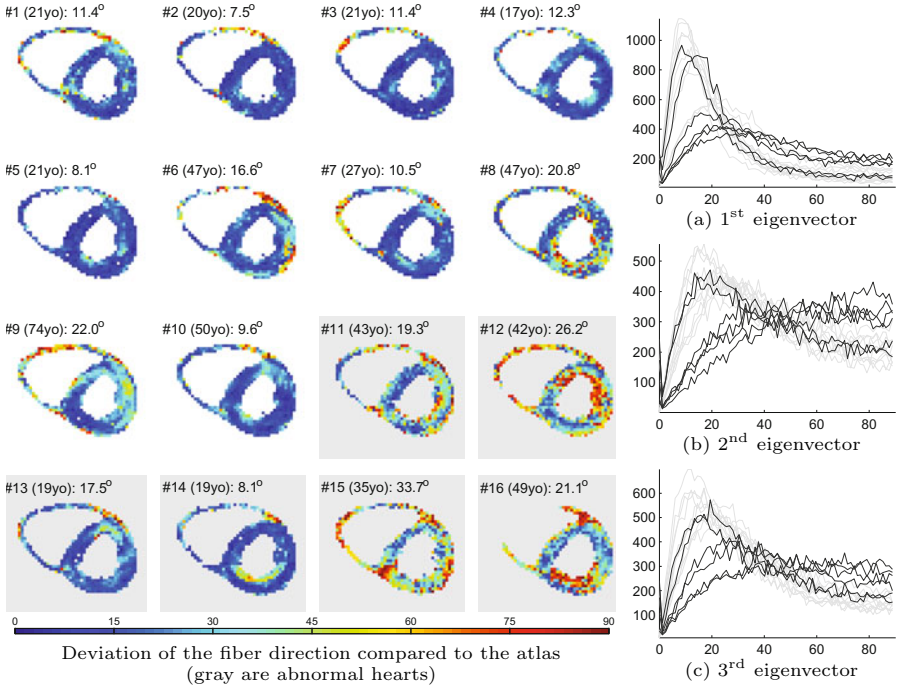 #1 (21yo): 11.4°
#2 (20yo): 7.5°
#3 (21yo): 11.4°
#4 (17yo): 12.3°
#5 (21yo): 8.1°
#6 (47yo): 16.6°
#7 (27yo): 10.5°
#8 (47yo): 20.8°
#9 (74yo): 22.0°
#10 (50yo): 9.6°
#11 (43yo): 19.3°
#12 (42yo): 26.2°
#13 (19yo): 17.5°
#14 (19yo): 8.1°
#15 (35yo): 33.7°
#16 (49yo): 21.1°
0 15 30 45 60 75 90
Deviation of the fiber direction compared to the atlas
(gray are abnormal hearts)
1000
800
600
400
200
0 20 40 60 80
(a) 1st eigenvector
500
400
300
200
100
0 20 40 60 80
(b) 2nd eigenvector
600
500
400
300
200
100
0 20 40 60 80
(c) 3rd eigenvector